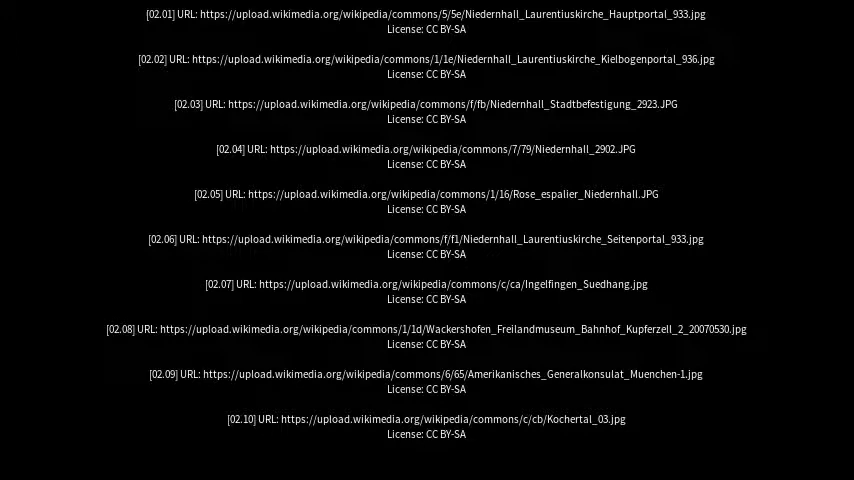 [02.01] URL: https://upload.wikimedia.org/wikipedia/commons/5/5e/Niedernhall_Laurentiuskirche_Hauptportal_933.jpg
License: CC BY-SA
[02.02] URL: https://upload.wikimedia.org/wikipedia/commons/1/1e/Niedernhall_Laurentiuskirche_Kielbogenportal_936.jpg
License: CC BY-SA
[02.03] URL: https://upload.wikimedia.org/wikipedia/commons/f/fb/Niedernhall_Stadtbefestigung_2923.JPG
License: CC BY-SA
[02.04] URL: https://upload.wikimedia.org/wikipedia/commons/7/79/Niedernhall_2902.JPG
License: CC BY-SA
[02.05] URL: https://upload.wikimedia.org/wikipedia/commons/1/16/Rose_espalier_Niedernhall.JPG
License: CC BY-SA
[02.06] URL: https://upload.wikimedia.org/wikipedia/commons/f/f1/Niedernhall_Laurentiuskirche_Seitenportal_933.jpg
License: CC BY-SA
[02.07] URL: https://upload.wikimedia.org/wikipedia/commons/c/ca/Ingelfingen_Suedhang.jpg
License: CC BY-SA
[02.08] URL: https://upload.wikimedia.org/wikipedia/commons/1/1d/Wackershofen_Freilandmuseum_Bahnhof_Kupferzell_2_20070530.jpg
License: CC BY-SA
[02.09] URL: https://upload.wikimedia.org/wikipedia/commons/6/65/Amerikanisches_Generalkonsulat_Muenchen-1.jpg
License: CC BY-SA
[02.10] URL: https://upload.wikimedia.org/wikipedia/commons/c/cb/Kochertal_03.jpg
License: CC BY-SA